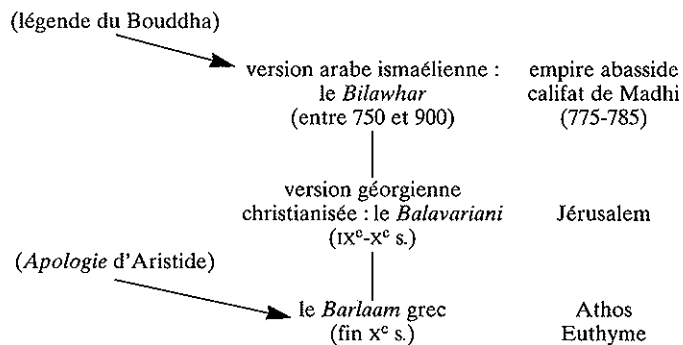 (légende du Bouddha)
version arabe ismaélienne : empire abasside
le Bilawhar califat de Madhi
(entre 750 et 900) (775-785)
version géorgienne
christianisée : le Balavariani Jérusalem
(IXe-Xe s.)
(Apologie d'Aristide)
le Barlaam grec Athos
(fin Xe s.) Euthyme